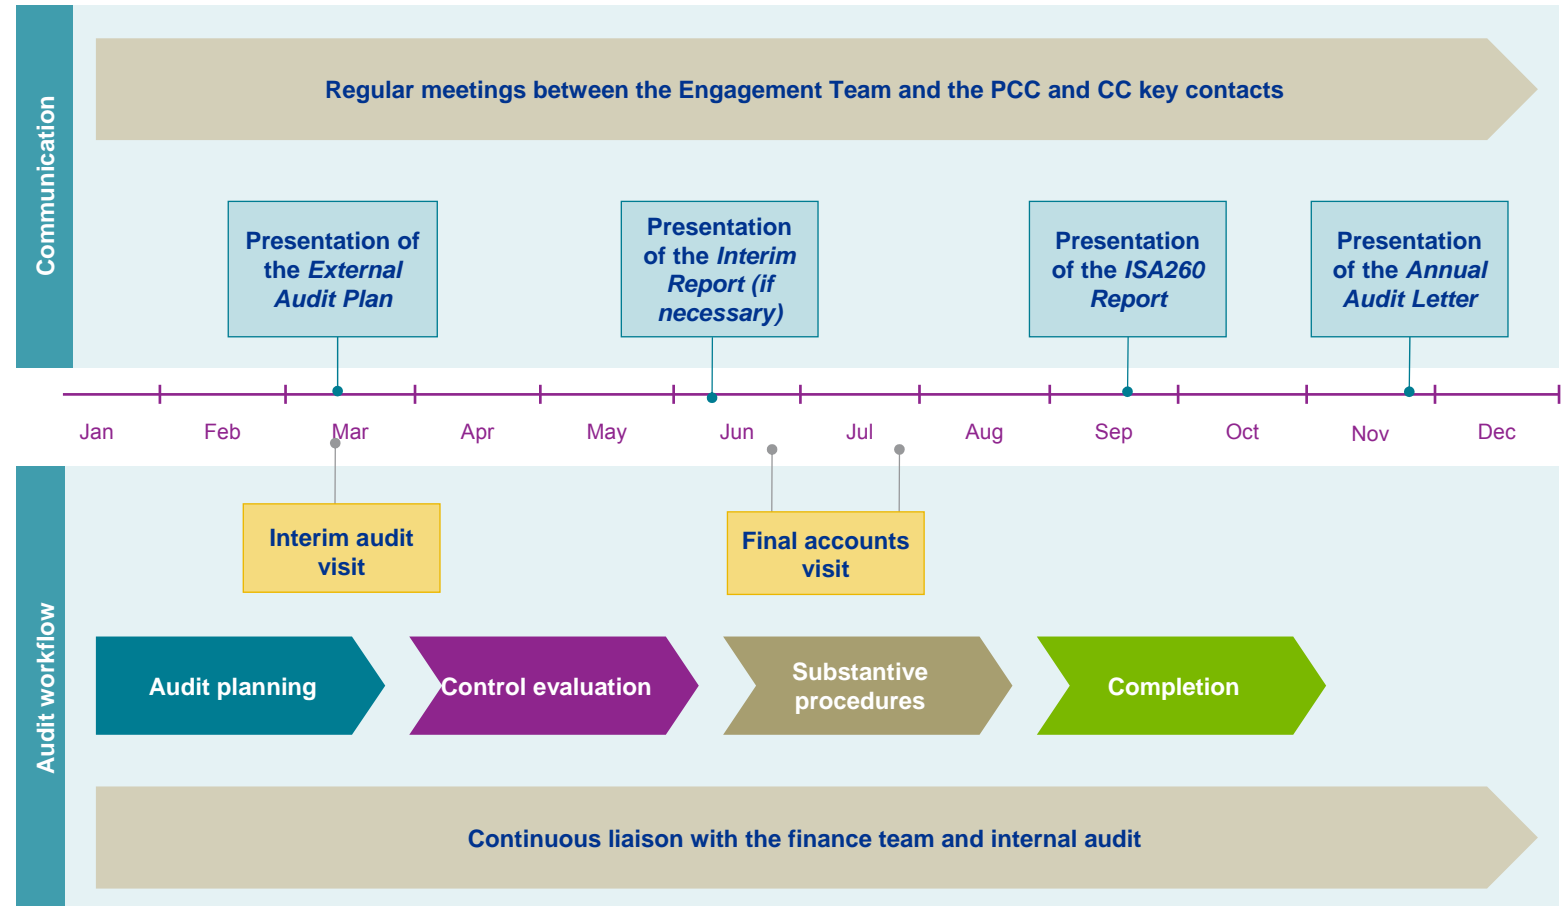 Communication
Regular meetings between the Engagement Team and the PCC and CC key contacts
Presentation of
the External
Audit Plan
Presentation
of the Interim
Report (if
necessary)
Presentation
of the ISA260
Report
Presentation
of the Annual
Audit Letter
Jan Feb Mar Apr May Jun Jul Aug Sep Oct Nov Dec
Audit workflow
Interim audit
visit
Final accounts
visit
Audit planning
Control evaluation
Substantive
procedures
Completion
Continuous liaison with the finance team and internal audit